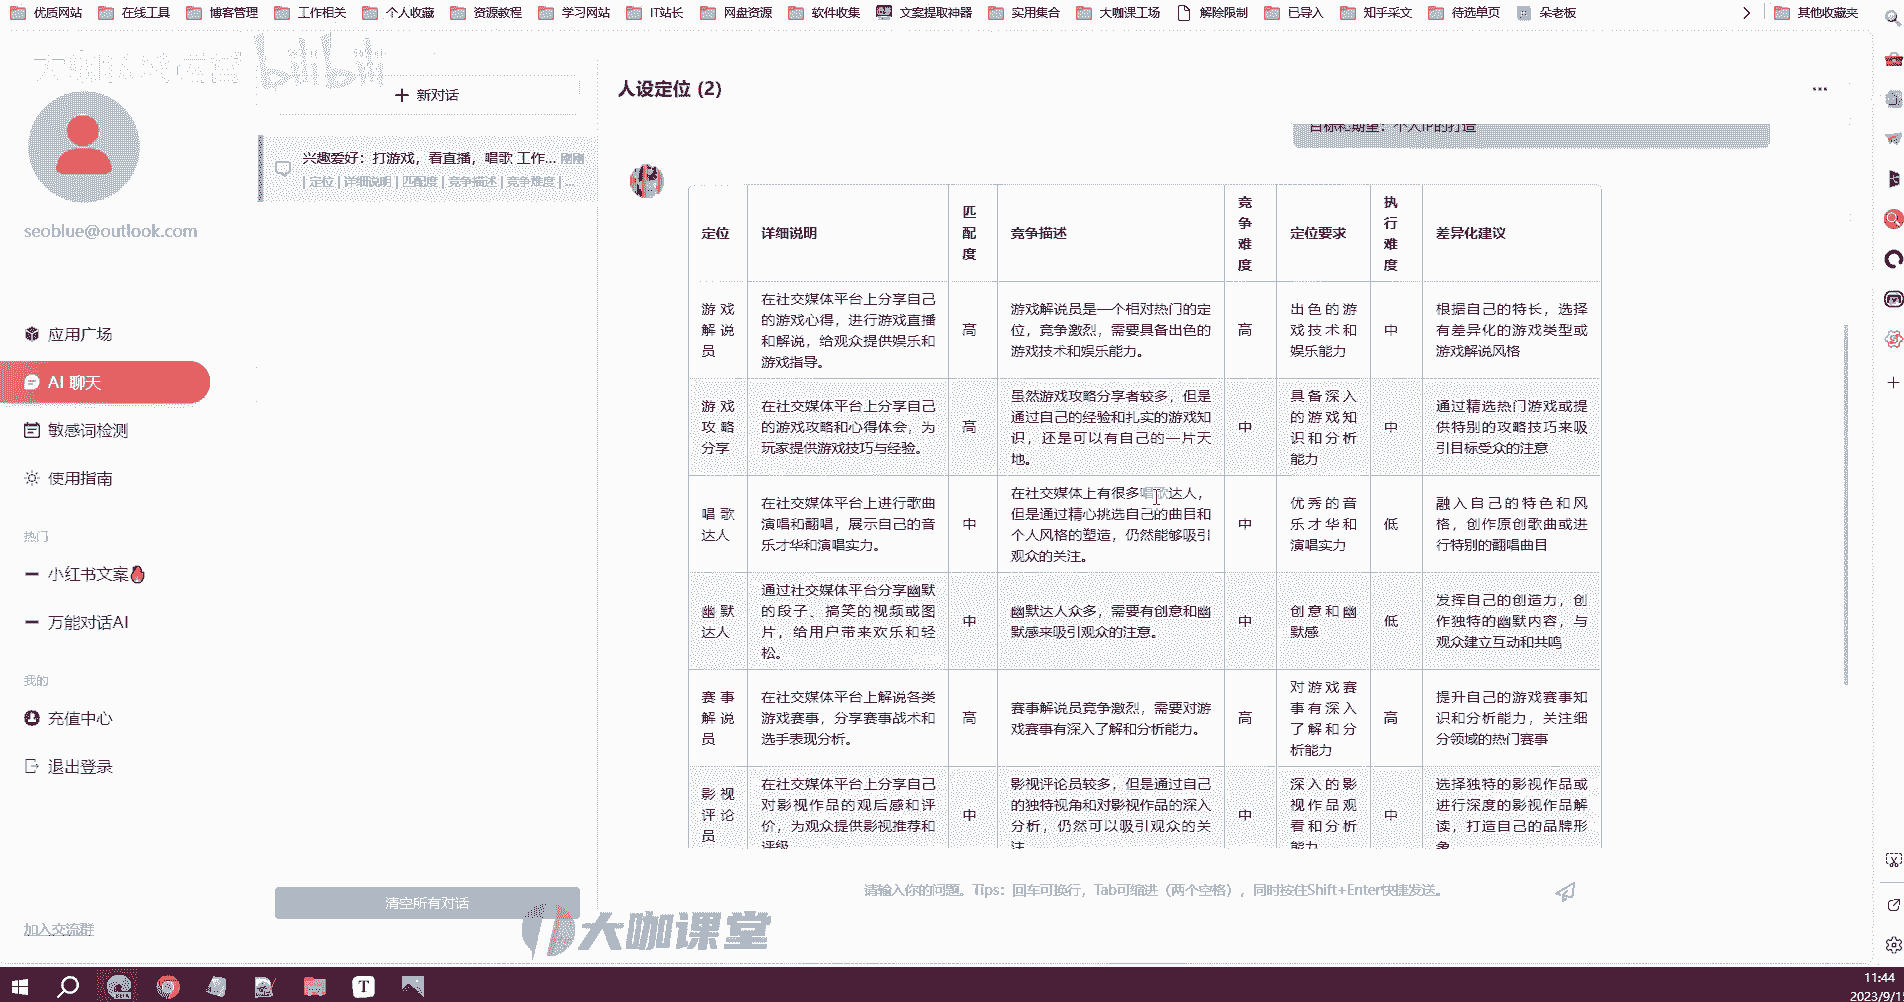 优质网站 在线工具 博客管理 工作相关 个人收藏 资源教程 学习网站 IT站长 网盘资源 软件收集 文案提取神器 实用集合 大咖课工场 解除限制 已导入 知乎采文 待选单页 朵老板 其他收藏夹
bilibili
seoblue@outlook.com
应用广场
AI 聊天
敏感词检测
使用指南
热门
小红书文案
万能对话AI
我的
充值中心
退出登录
加入交流群
新对话
兴趣爱好：打游戏，看直播，唱歌 工作... 刚刚
| 定位 | 详细说明 | 匹配度 | 竞争描述 | 竞争难度 | ...
清空所有对话
人设定位 (2)
目标和期望：个人IP的打造
定位
详细说明
匹
配
度
竞争描述
竞
争
难
度
定位要求
执
行
难
度
差异化建议
游戏
解说
员
在社交媒体平台上分享自己
的游戏心得，进行游戏直播
和解说，给观众提供娱乐和
游戏指导。
高
游戏解说员是一个相对热门的定
位，竞争激烈，需要具备出色的
游戏技术和娱乐能力。
高
出色的游
戏技术和
娱乐能力
中
根据自己的特长，选择
有差异化的游戏类型或
游戏解说风格
游戏
攻略
分享
在社交媒体平台上分享自己
的游戏攻略和心得体会，为
玩家提供游戏技巧与经验。
高
虽然游戏攻略分享者较多，但是
通过自己的经验和扎实的游戏知
识，还是可以有自己的一片天
地。
中
具备深入
的游戏知
识和分析
能力
中
通过精选热门游戏或提
供特别的攻略技巧来吸
引目标受众的注意
唱歌
达人
在社交媒体平台上进行歌曲
演唱和翻唱，展示自己的音
乐才华和演唱实力。
中
在社交媒体上有很多唱歌达人，
但是通过精心挑选自己的曲目和
个人风格的塑造，仍然能够吸引
观众的关注。
中
优秀的音
乐才华和
演唱实力
低
融入自己的特色和风
格，创作原创歌曲或进
行特别的翻唱曲目
幽默
达人
通过社交媒体平台分享幽默
的段子、搞笑的视频或图
片，给用户带来欢乐和轻
松。
中
幽默达人众多，需要有创意和幽
默感来吸引观众的注意。
中
创意和幽
默感
低
发挥自己的创造力，创
作独特的幽默内容，与
观众建立互动和共鸣
赛事
解说
员
在社交媒体平台上解说各类
游戏赛事，分享赛事战术和
选手表现分析。
高
赛事解说员竞争激烈，需要对游
戏赛事有深入了解和分析能力。
高
对游戏赛
事有深入
了解和分
析能力
高
提升自己的游戏赛事知
识和分析能力，关注细
分领域的热门赛事
影视
评论
员
在社交媒体平台上分享自己
对影视作品的观后感和评
价，为观众提供影视推荐和
评级
中
影视评论员较多，但是通过自己
的独特视角和对影视作品的深入
分析，仍然可以吸引观众的关
注
中
深入的影
视作品观
看和分析
能力
中
选择独特的影视作品或
进行深度的影视作品解
读，打造自己的品牌形
象
请输入你的问题。Tips：回车可换行，Tab可缩进（两个空格），同时按住Shift+Enter快捷发送。
大咖课堂
BETA
T
11:44
2023/9/1